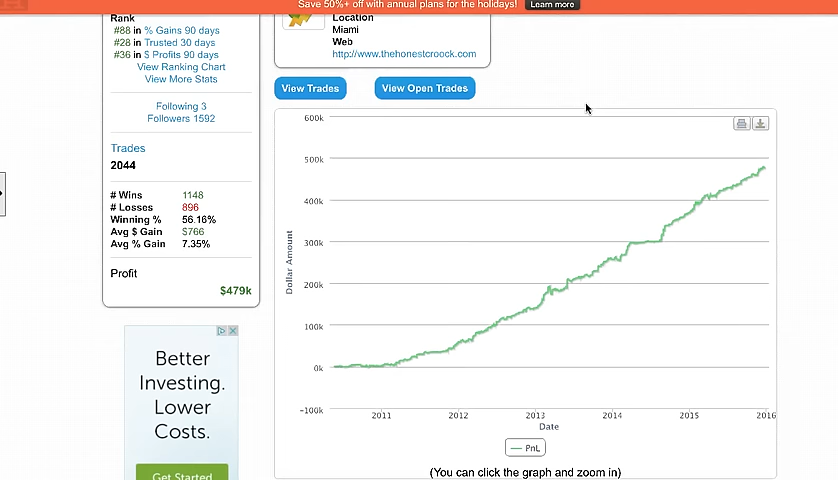 Save 50%+ off with annual plans for the holidays!
Learn more
Rank
#88 in % Gains 90 days
#28 in Trusted 30 days
#36 in $ Profits 90 days
View Ranking Chart
View More Stats
Following 3
Followers 1592
Trades
2044
# Wins 1148
# Losses 896
Winning % 56.16%
Avg $ Gain $766
Avg % Gain 7.35%
Profit
$479k
Better
Investing.
Lower
Costs.
Get Started
Location
Miami
Web
http://www.thehonestcroock.com
View Trades
View Open Trades
600k
500k
400k
300k
200k
100k
0k
-100k
Dollar Amount
2011 2012 2013 2014 2015 2016
Date
PnL
(You can click the graph and zoom in)